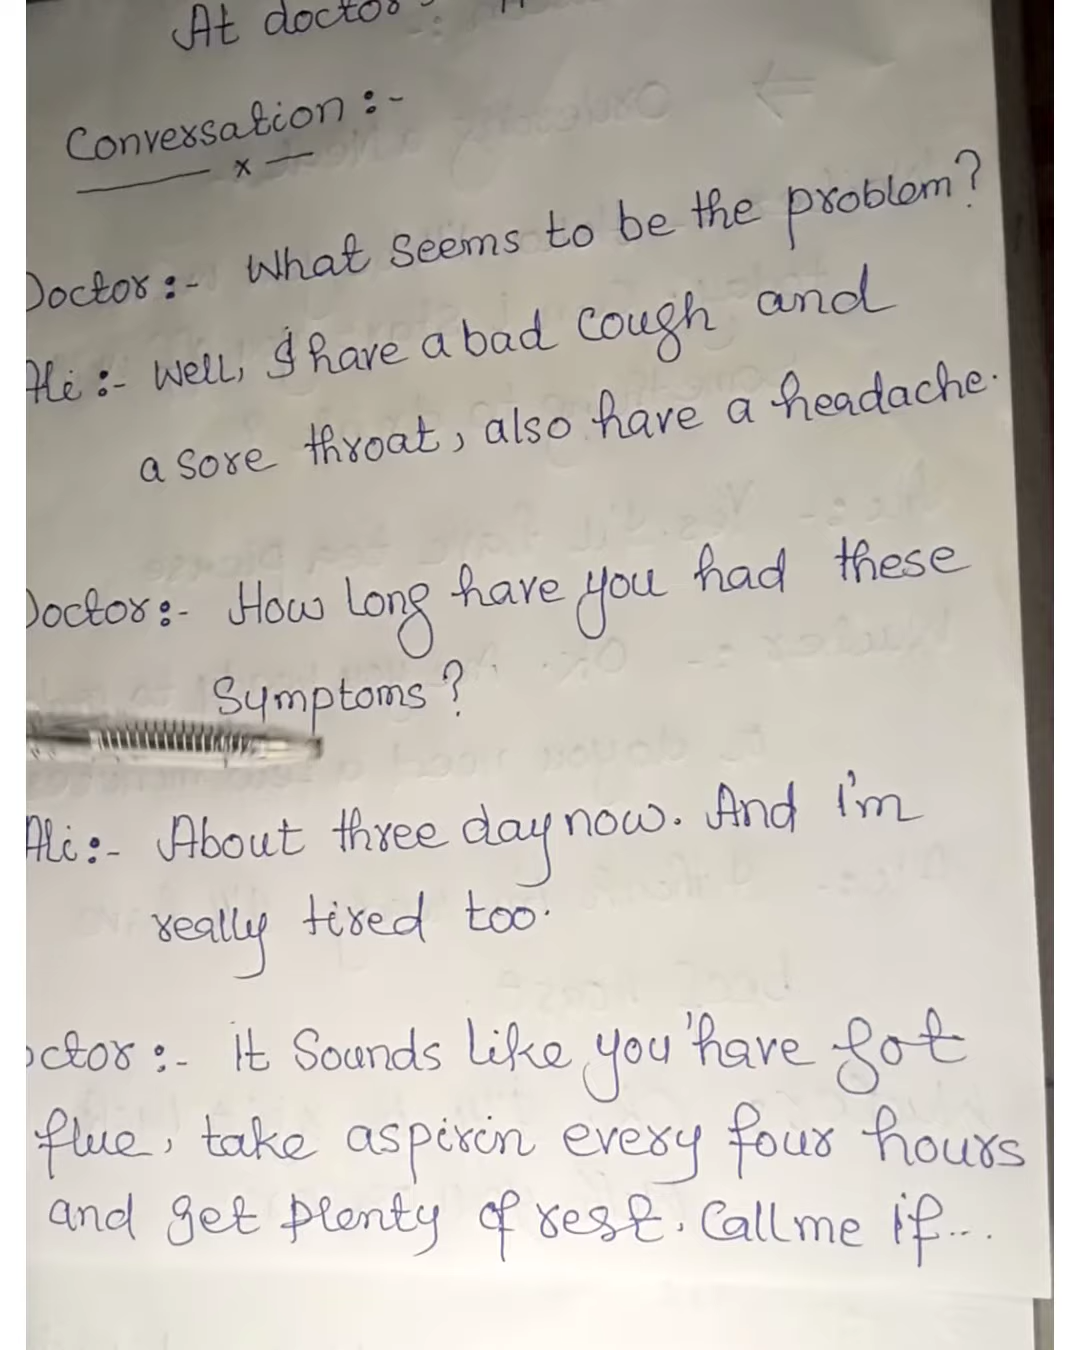 At doctor
Conversation :-
Doctor :- What seems to be the problem?
Ali :- Well, I have a bad cough and
a sore throat, also have a headache.
Doctor :- How long have you had these
Symptoms?
Ali :- About three day now. And i'm
really tired too.
octor :- it Sounds like you'have got
flue, take aspirin every four hours
and get plenty of rest. Call me if...